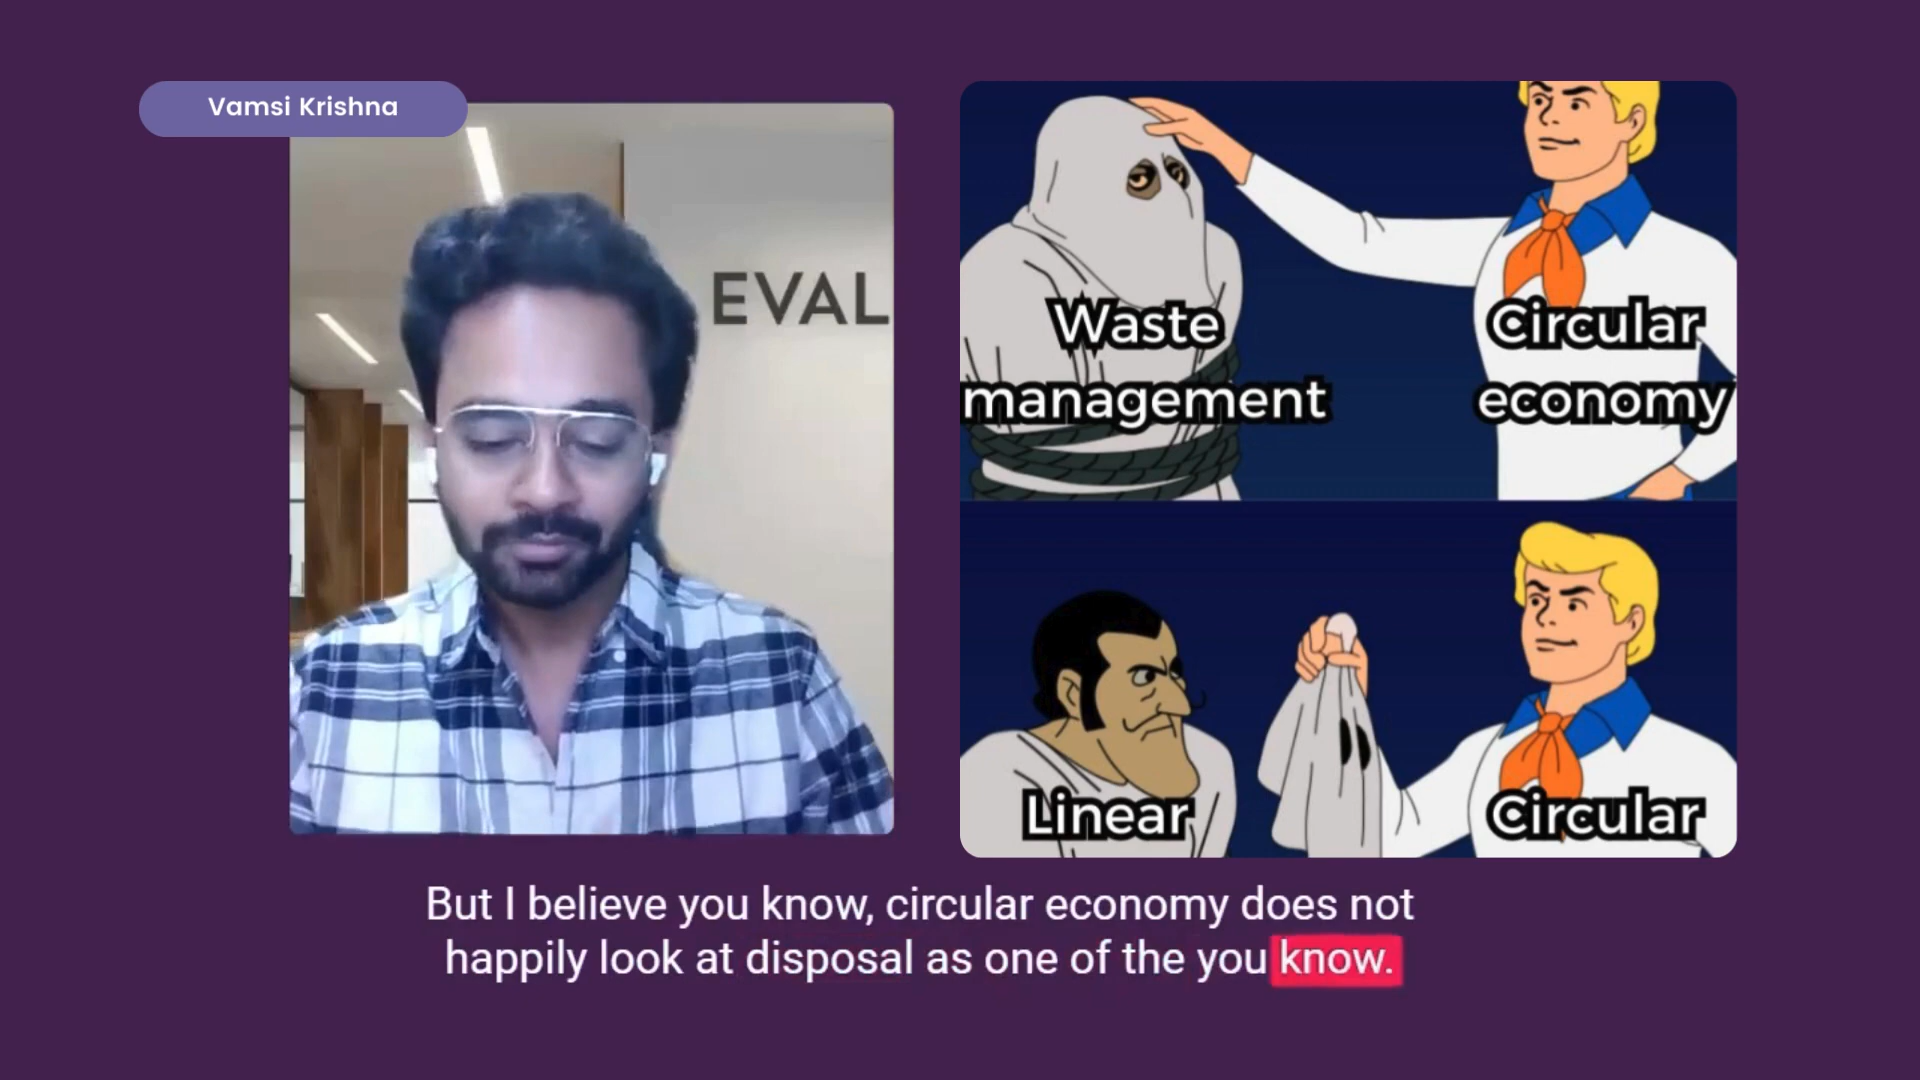 Vamsi Krishna
EVAL
Waste
management
Circular
economy
Linear
Circular
But I believe you know, circular economy does not
happily look at disposal as one of the you know.